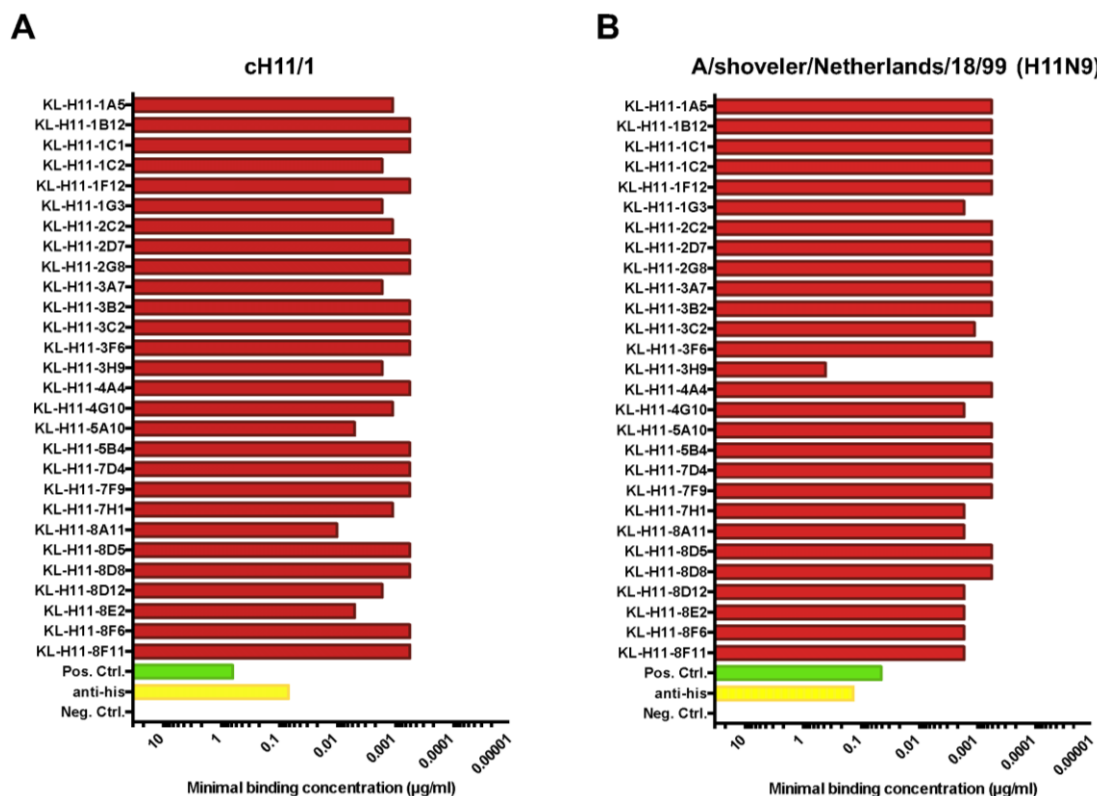 A
cH11/1
KL-H11-1A5
KL-H11-1B12
KL-H11-1C1
KL-H11-1C2
KL-H11-1F12
KL-H11-1G3
KL-H11-2C2
KL-H11-2D7
KL-H11-2G8
KL-H11-3A7
KL-H11-3B2
KL-H11-3C2
KL-H11-3F6
KL-H11-3H9
KL-H11-4A4
KL-H11-4G10
KL-H11-5A10
KL-H11-5B4
KL-H11-7D4
KL-H11-7F9
KL-H11-7H1
KL-H11-8A11
KL-H11-8D5
KL-H11-8D8
KL-H11-8D12
KL-H11-8E2
KL-H11-8F6
KL-H11-8F11
Pos. Ctrl.
anti-his
Neg. Ctrl.
10 1 0.1 0.01 0.001 0.0001 0.00001
Minimal binding concentration (µg/ml)
B
A/shoveler/Netherlands/18/99 (H11N9)
KL-H11-1A5
KL-H11-1B12
KL-H11-1C1
KL-H11-1C2
KL-H11-1F12
KL-H11-1G3
KL-H11-2C2
KL-H11-2D7
KL-H11-2G8
KL-H11-3A7
KL-H11-3B2
KL-H11-3C2
KL-H11-3F6
KL-H11-3H9
KL-H11-4A4
KL-H11-4G10
KL-H11-5A10
KL-H11-5B4
KL-H11-7D4
KL-H11-7F9
KL-H11-7H1
KL-H11-8A11
KL-H11-8D5
KL-H11-8D8
KL-H11-8D12
KL-H11-8E2
KL-H11-8F6
KL-H11-8F11
Pos. Ctrl.
anti-his
Neg. Ctrl.
10 1 0.1 0.01 0.001 0.0001 0.00001
Minimal binding concentration (µg/ml)